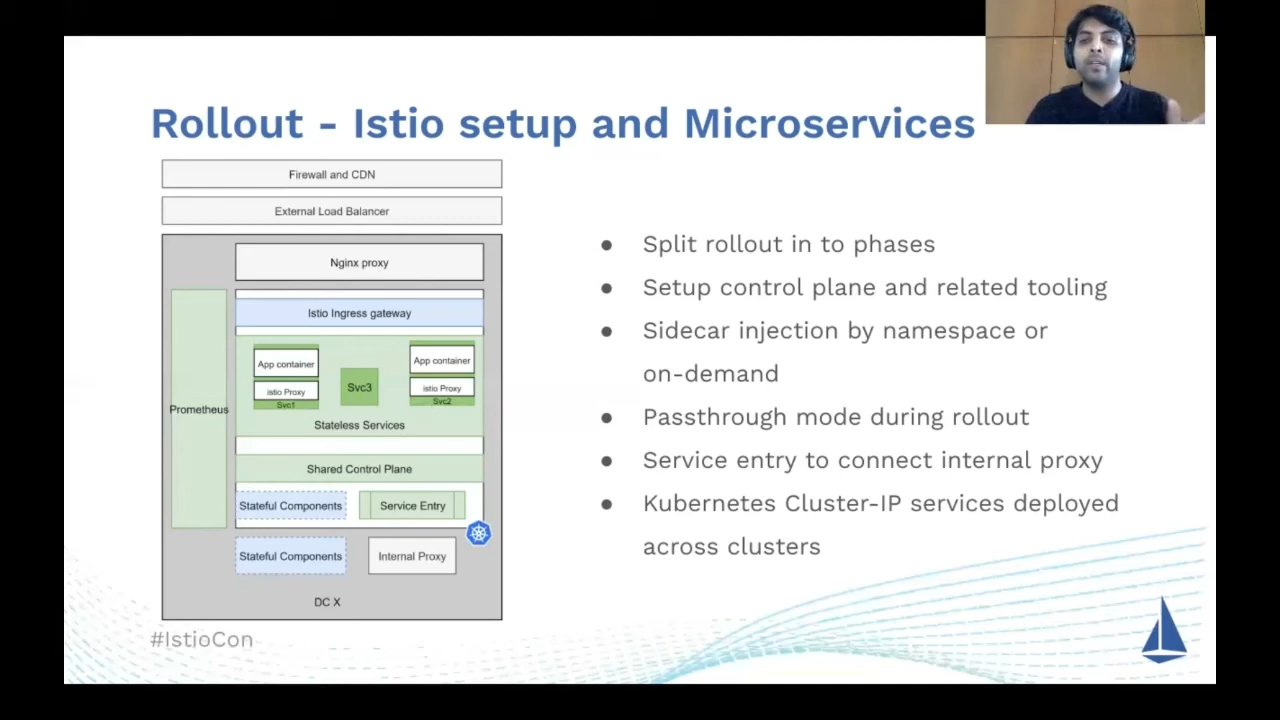 Rollout - Istio setup and Microservices
Firewall and CDN
External Load Balancer
Nginx proxy
Istio Ingress gateway
App container
istio Proxy
Svc1
Svc3
App container
istio Proxy
Svc2
Stateless Services
Prometheus
Shared Control Plane
Stateful Components
Service Entry
Stateful Components
Internal Proxy
DC X
● Split rollout in to phases
● Setup control plane and related tooling
● Sidecar injection by namespace or
on-demand
● Passthrough mode during rollout
● Service entry to connect internal proxy
● Kubernetes Cluster-IP services deployed
across clusters
#IstioCon